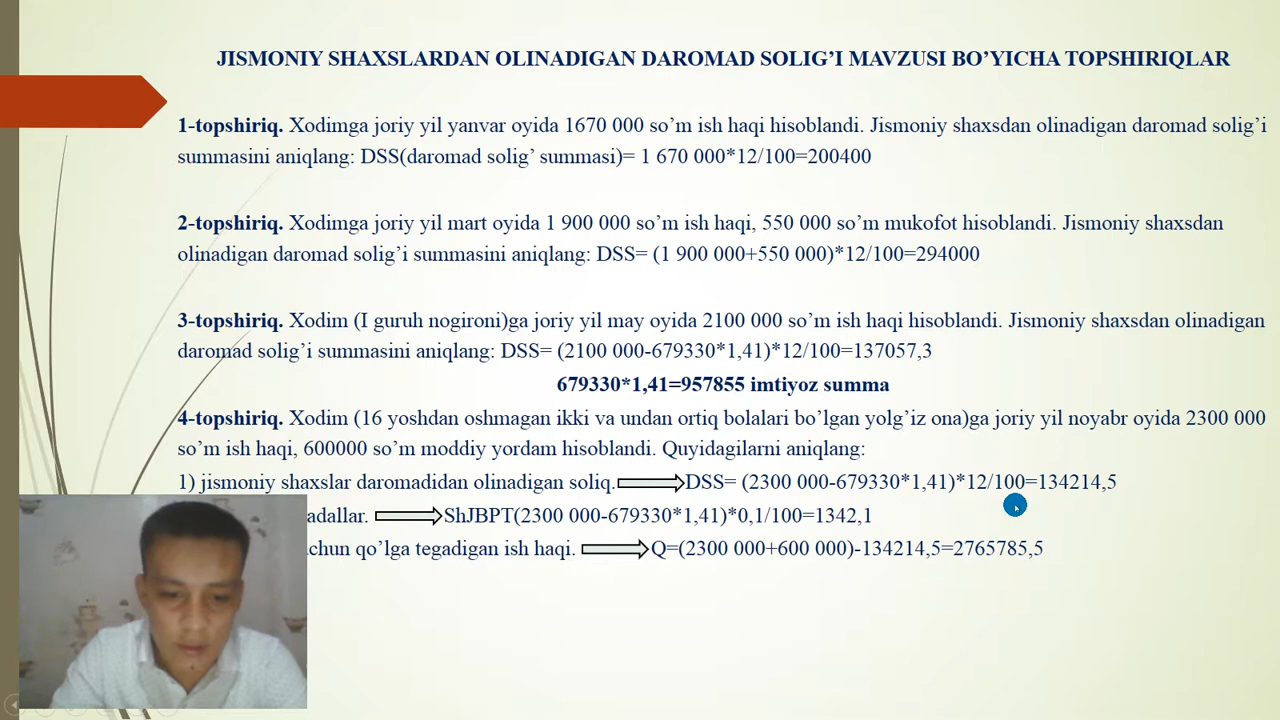 JISMONIY SHAXSLARDAN OLINADIGAN DAROMAD SOLIG’I MAVZUSI BO’YICHA TOPSHIRIQLAR
1-topshiriq. Xodimga joriy yil yanvar oyida 1670 000 so’m ish haqi hisoblandi. Jismoniy shaxsdan olinadigan daromad solig’i
summasini aniqlang: DSS(daromad solig’ summasi)= 1 670 000*12/100=200400
2-topshiriq. Xodimga joriy yil mart oyida 1 900 000 so’m ish haqi, 550 000 so’m mukofot hisoblandi. Jismoniy shaxsdan
olinadigan daromad solig’i summasini aniqlang: DSS= (1 900 000+550 000)*12/100=294000
3-topshiriq. Xodim (I guruh nogironi)ga joriy yil may oyida 2100 000 so’m ish haqi hisoblandi. Jismoniy shaxsdan olinadigan
daromad solig’i summasini aniqlang: DSS= (2100 000-679330*1,41)*12/100=137057,3
679330*1,41=957855 imtiyoz summa
4-topshiriq. Xodim (16 yoshdan oshmagan ikki va undan ortiq bolalari bo’lgan yolg’iz ona)ga joriy yil noyabr oyida 2300 000
so’m ish haqi, 600000 so’m moddiy yordam hisoblandi. Quyidagilarni aniqlang:
1) jismoniy shaxslar daromadidan olinadigan soliq. DSS= (2300 000-679330*1,41)*12/100=134214,5
adallar. ShJBPT(2300 000-679330*1,41)*0,1/100=1342,1
chun qo’lga tegadigan ish haqi. Q=(2300 000+600 000)-134214,5=2765785,5